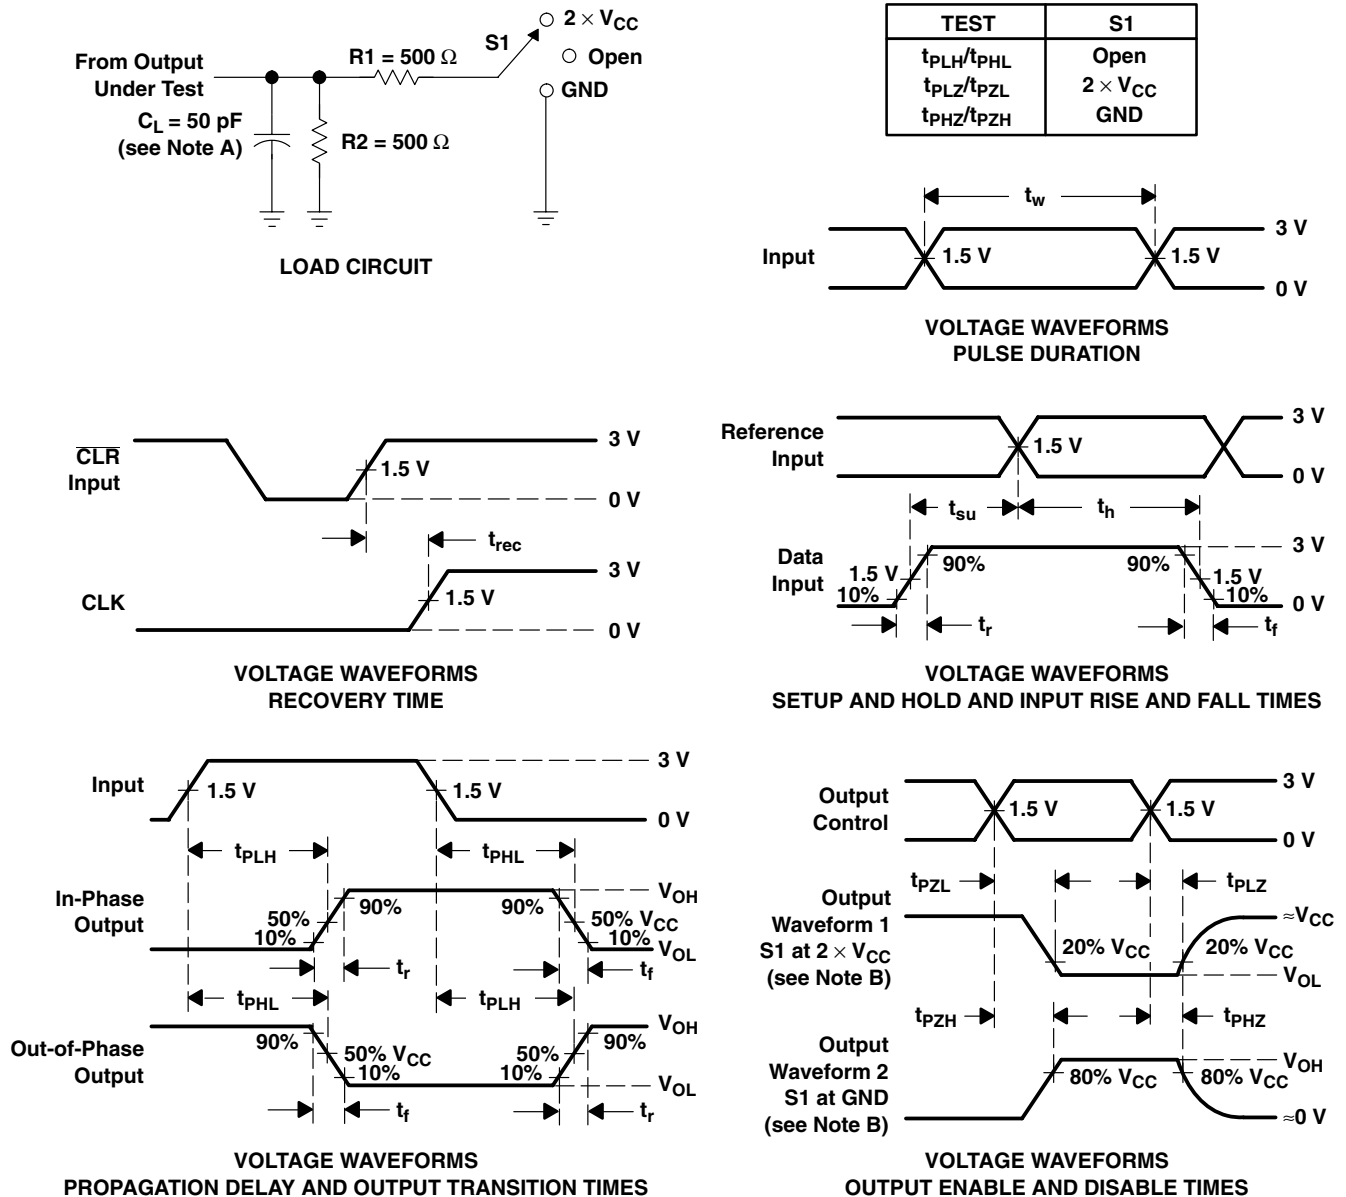 From Output
Under Test
C_L = 50 pF
(see Note A)
R1 = 500 Ω
R2 = 500 Ω
S1
2 × V_CC
Open
GND
LOAD CIRCUIT
TEST S1
t_PLH/t_PHL Open
t_PLZ/t_PZL 2 × V_CC
t_PHZ/t_PZH GND
t_w
Input
1.5 V
1.5 V
3 V
0 V
VOLTAGE WAVEFORMS
PULSE DURATION
CLR
Input
1.5 V
3 V
0 V
t_rec
CLK
1.5 V
3 V
0 V
VOLTAGE WAVEFORMS
RECOVERY TIME
Reference
Input
1.5 V
3 V
0 V
t_su
t_h
Data
Input
1.5 V
10%
90%
90%
1.5 V
10%
3 V
0 V
t_r
t_f
VOLTAGE WAVEFORMS
SETUP AND HOLD AND INPUT RISE AND FALL TIMES
Input
1.5 V
1.5 V
3 V
0 V
t_PLH
t_PHL
In-Phase
Output
50%
10%
90%
90%
50% V_CC
10%
V_OH
V_OL
t_r
t_f
t_PHL
t_PLH
Out-of-Phase
Output
90%
50% V_CC
10%
50%
10%
90%
V_OH
V_OL
t_f
t_r
VOLTAGE WAVEFORMS
PROPAGATION DELAY AND OUTPUT TRANSITION TIMES
Output
Control
1.5 V
1.5 V
3 V
0 V
t_PZL
t_PLZ
Output
Waveform 1
S1 at 2 × V_CC
(see Note B)
20% V_CC
20% V_CC
≈V_CC
V_OL
t_PZH
t_PHZ
Output
Waveform 2
S1 at GND
(see Note B)
80% V_CC
80% V_CC
V_OH
≈0 V
VOLTAGE WAVEFORMS
OUTPUT ENABLE AND DISABLE TIMES